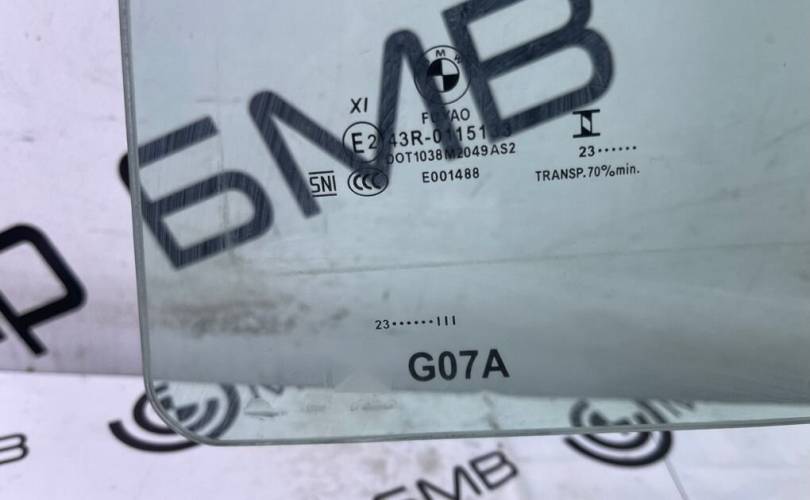 БМВ
M W
XI
FUYAO
E2 43R-0115133
DOT1038 M2049 AS2
23••••••
SNI CCC E001488
TRANSP.70%min.
23••••••III
G07A
БМВ